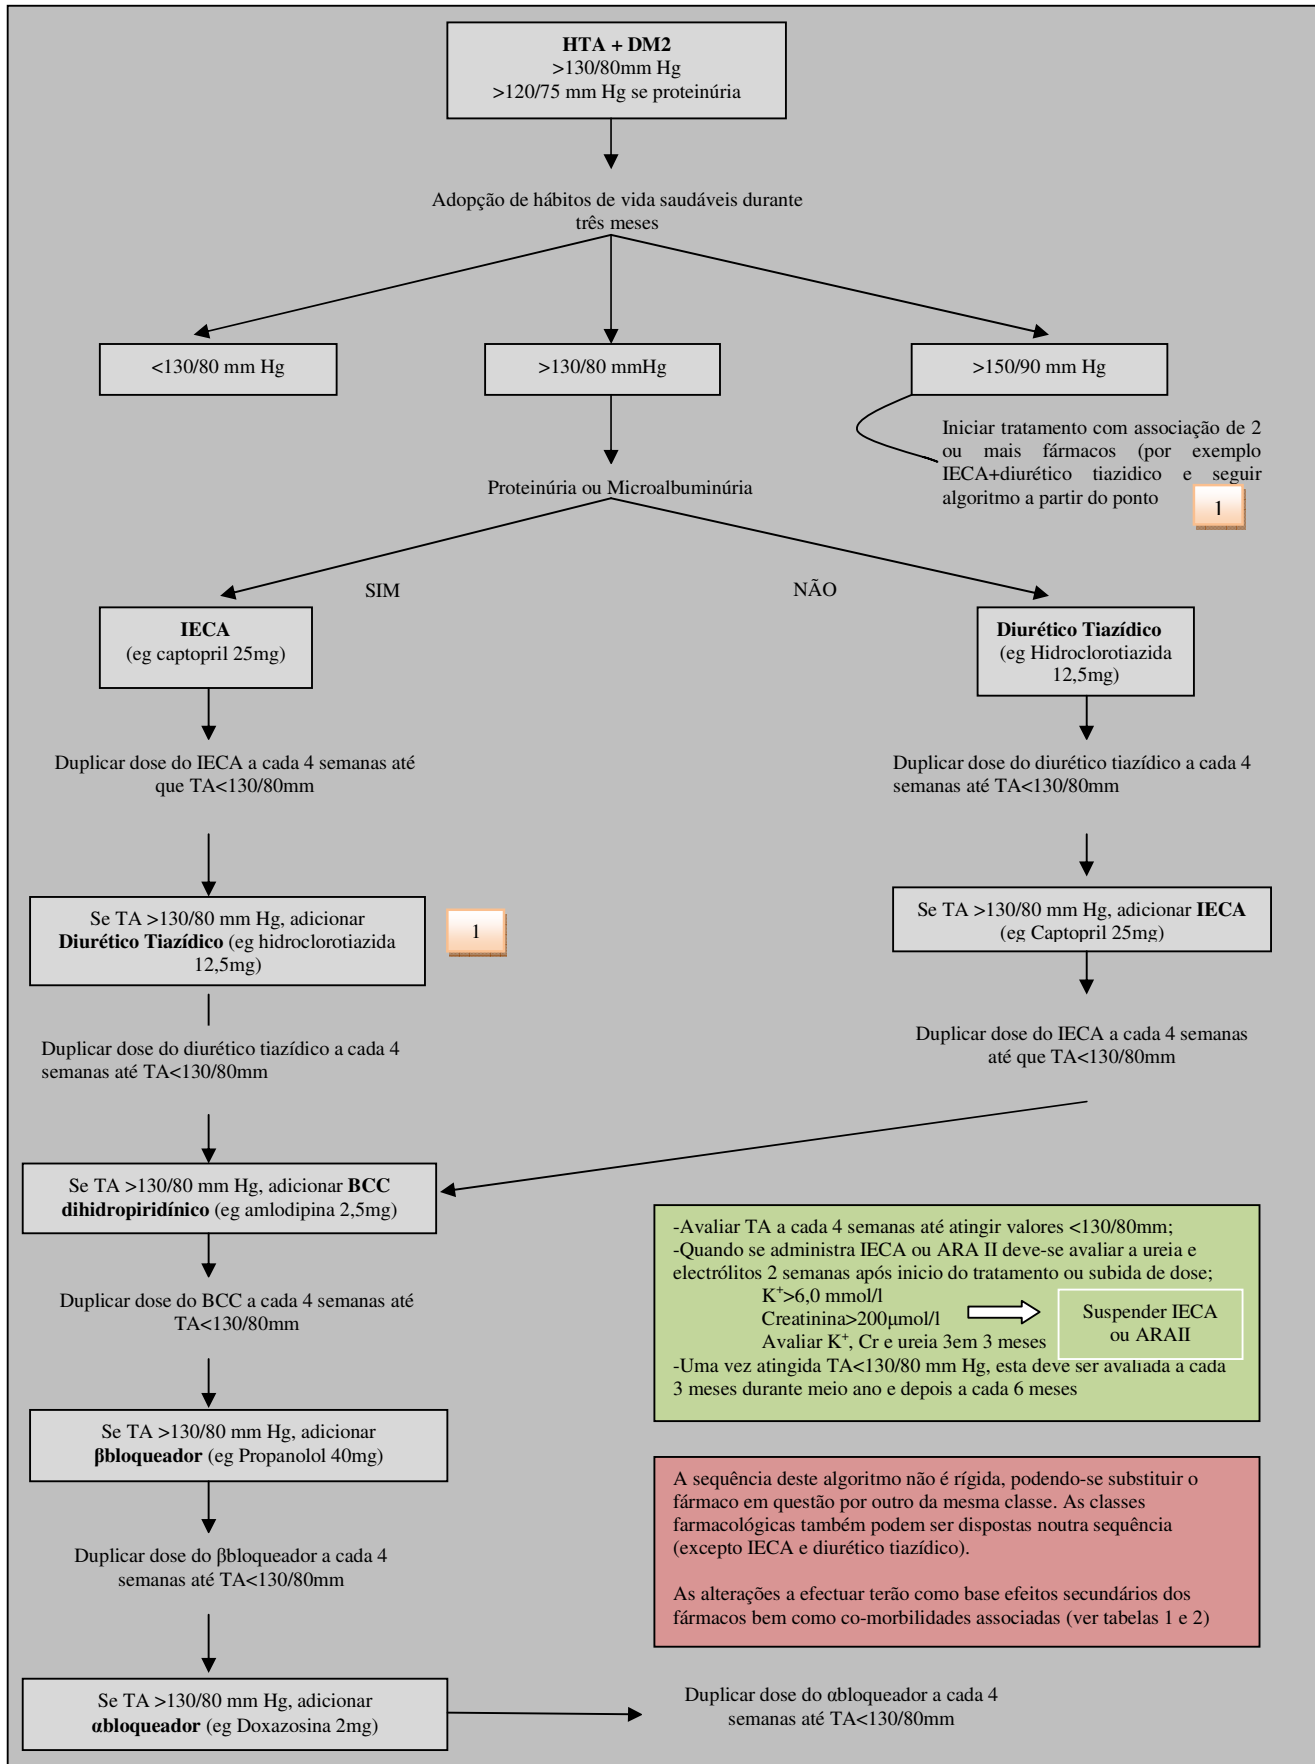 HTA + DM2
>130/80mm Hg
>120/75 mm Hg se proteinúria
Adopção de hábitos de vida saudáveis durante
três meses
<130/80 mm Hg
>130/80 mmHg
>150/90 mm Hg
Iniciar tratamento com associação de 2
ou mais fármacos (por exemplo
IECA+diurético tiazidico e seguir
algoritmo a partir do ponto
1
Proteinúria ou Microalbuminúria
SIM
NÃO
IECA
(eg captopril 25mg)
Diurético Tiazídico
(eg Hidroclorotiazida
12,5mg)
Duplicar dose do IECA a cada 4 semanas até
que TA<130/80mm
Duplicar dose do diurético tiazídico a cada 4
semanas até TA<130/80mm
Se TA >130/80 mm Hg, adicionar
Diurético Tiazídico (eg hidroclorotiazida
12,5mg)
1
Se TA >130/80 mm Hg, adicionar IECA
(eg Captopril 25mg)
Duplicar dose do diurético tiazídico a cada 4
semanas até TA<130/80mm
Duplicar dose do IECA a cada 4 semanas
até que TA<130/80mm
Se TA >130/80 mm Hg, adicionar BCC
dihidropiridínico (eg amlodipina 2,5mg)
Duplicar dose do BCC a cada 4 semanas até
TA<130/80mm
-Avaliar TA a cada 4 semanas até atingir valores <130/80mm;
-Quando se administra IECA ou ARA II deve-se avaliar a ureia e
electrólitos 2 semanas após inicio do tratamento ou subida de dose;
K⁺>6,0 mmol/l
Creatinina>200μmol/l
Avaliar K⁺, Cr e ureia 3em 3 meses
Suspender IECA
ou ARAII
-Uma vez atingida TA<130/80 mm Hg, esta deve ser avaliada a cada
3 meses durante meio ano e depois a cada 6 meses
Se TA >130/80 mm Hg, adicionar
βbloqueador (eg Propanolol 40mg)
Duplicar dose do βbloqueador a cada 4
semanas até TA<130/80mm
A sequência deste algoritmo não é rígida, podendo-se substituir o
fármaco em questão por outro da mesma classe. As classes
farmacológicas também podem ser dispostas noutra sequência
(excepto IECA e diurético tiazídico).
As alterações a efectuar terão como base efeitos secundários dos
fármacos bem como co-morbilidades associadas (ver tabelas 1 e 2)
Se TA >130/80 mm Hg, adicionar
αbloqueador (eg Doxazosina 2mg)
Duplicar dose do αbloqueador a cada 4
semanas até TA<130/80mm